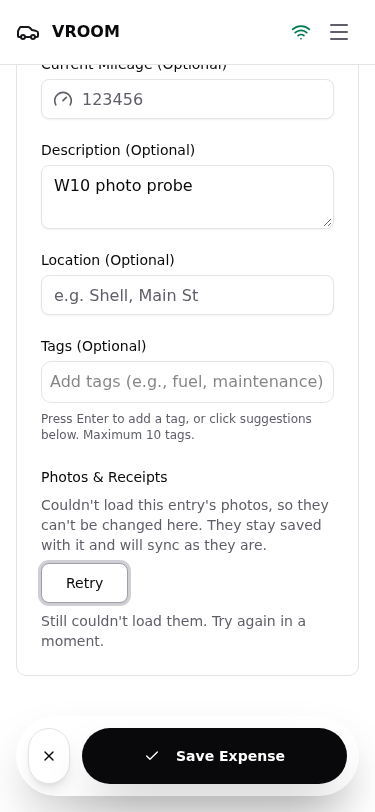 VROOM
Current Mileage (Optional)
123456
Description (Optional)
W10 photo probe
Location (Optional)
e.g. Shell, Main St
Tags (Optional)
Add tags (e.g., fuel, maintenance)
Press Enter to add a tag, or click suggestions
below. Maximum 10 tags.
Photos & Receipts
Couldn't load this entry's photos, so they
can't be changed here. They stay saved
with it and will sync as they are.
Retry
Still couldn't load them. Try again in a
moment.
Save Expense